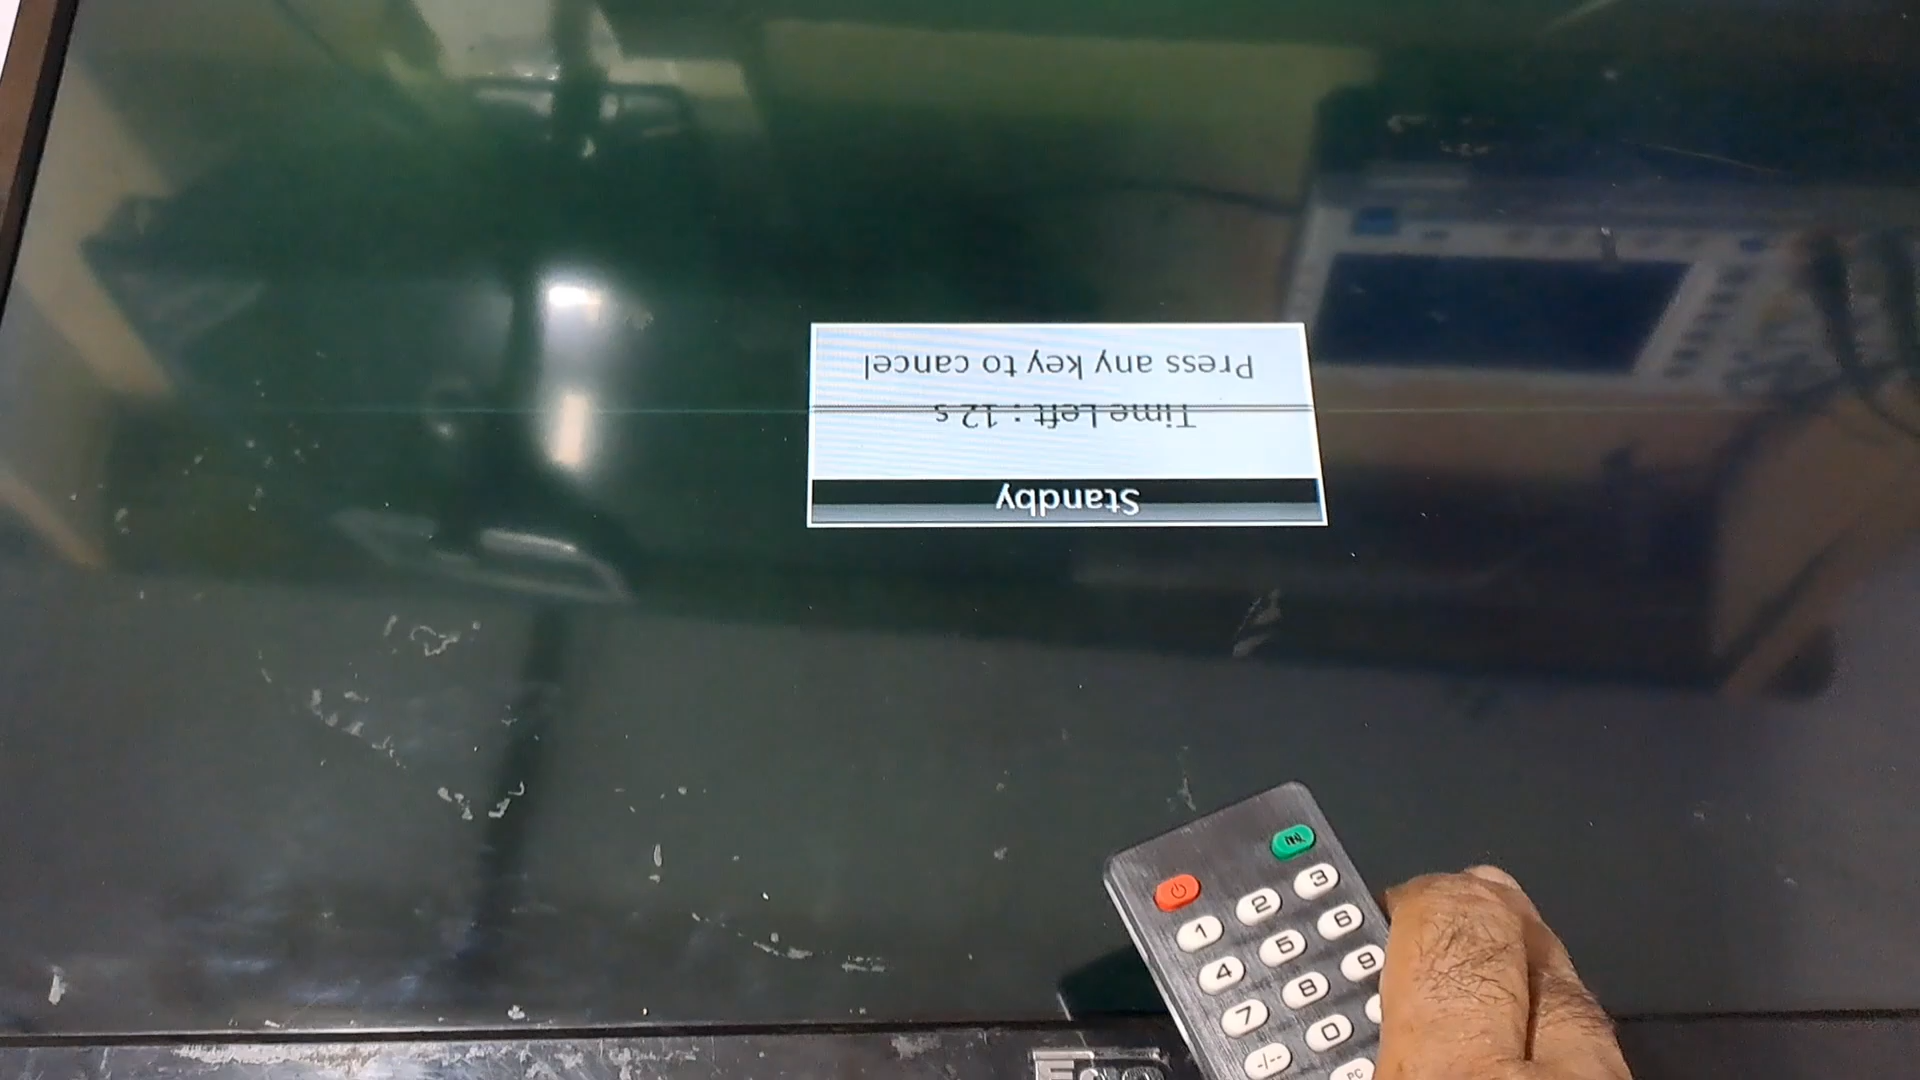 Standby
Time Left : 12 s
Press any key to cancel
1 2 3
4 5 6
7 8 9
-/-- 0
PC